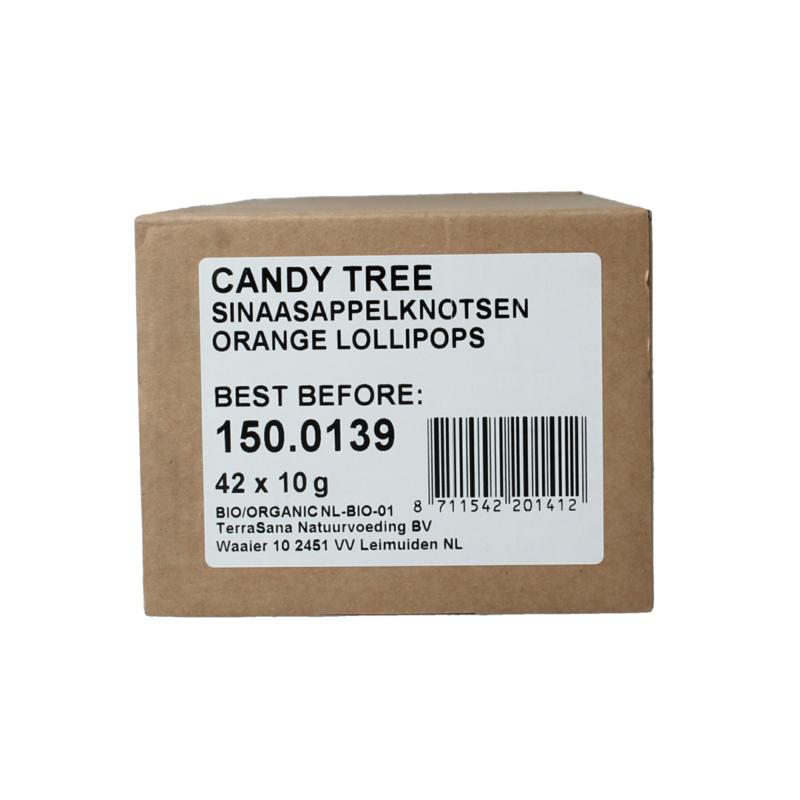 CANDY TREE
SINAASAPPELKNOTSEN
ORANGE LOLLIPOPS
BEST BEFORE:
150.0139
42 x 10 g
BIO/ORGANIC NL-BIO-01
TerraSana Natuurvoeding BV
Waaier 10 2451 VV Leimuiden NL
8 711542 201412